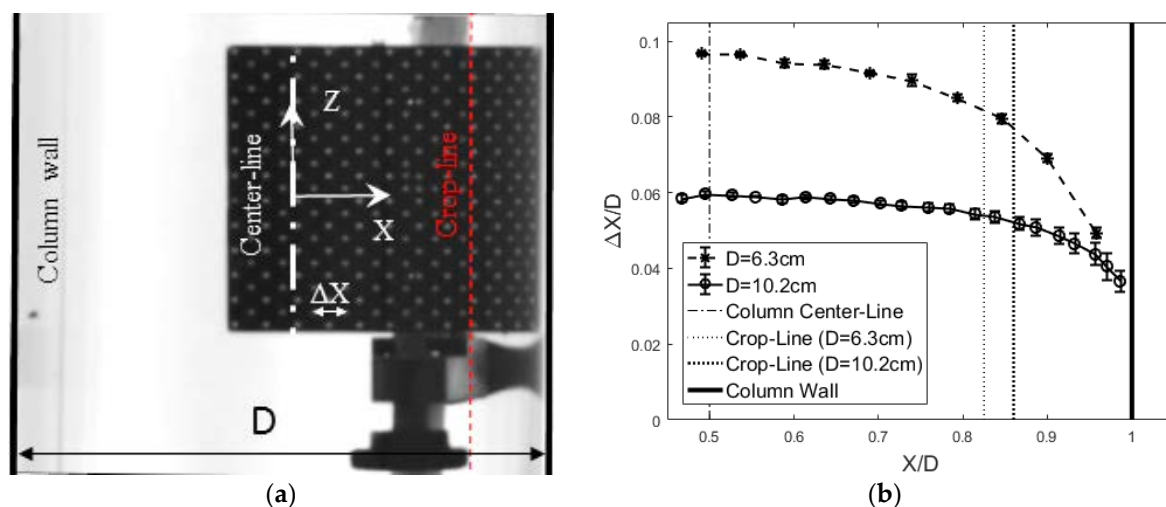 Column wall
Center-line
Z
X
ΔX
Crop-line
D
(a)
ΔX/D
0.1
0.08
0.06
0.04
0.02
0
D=6.3cm
D=10.2cm
Column Center-Line
Crop-Line (D=6.3cm)
Crop-Line (D=10.2cm)
Column Wall
0.5 0.6 0.7 0.8 0.9 1
X/D
(b)